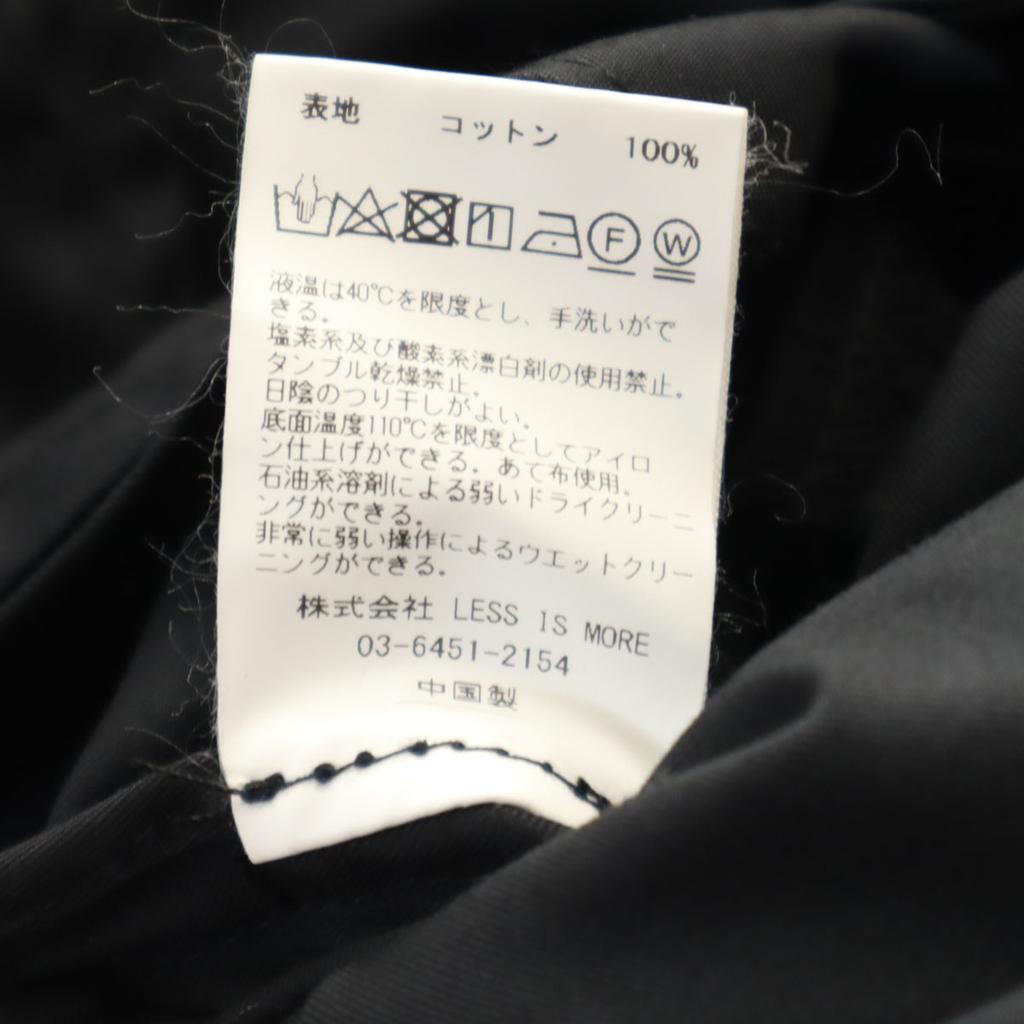 表地 コットン 100%
F W
液温は40℃を限度とし、手洗いがで
きる。
塩素系及び酸素系漂白剤の使用禁止。
タンブル乾燥禁止。
日陰のつり干しがよい。
底面温度110℃を限度としてアイロ
ン仕上げができる。あて布使用。
石油系溶剤による弱いドライクリーニ
ングができる。
非常に弱い操作によるウエットクリー
ニングができる。
株式会社 LESS IS MORE
03-6451-2154
中国製